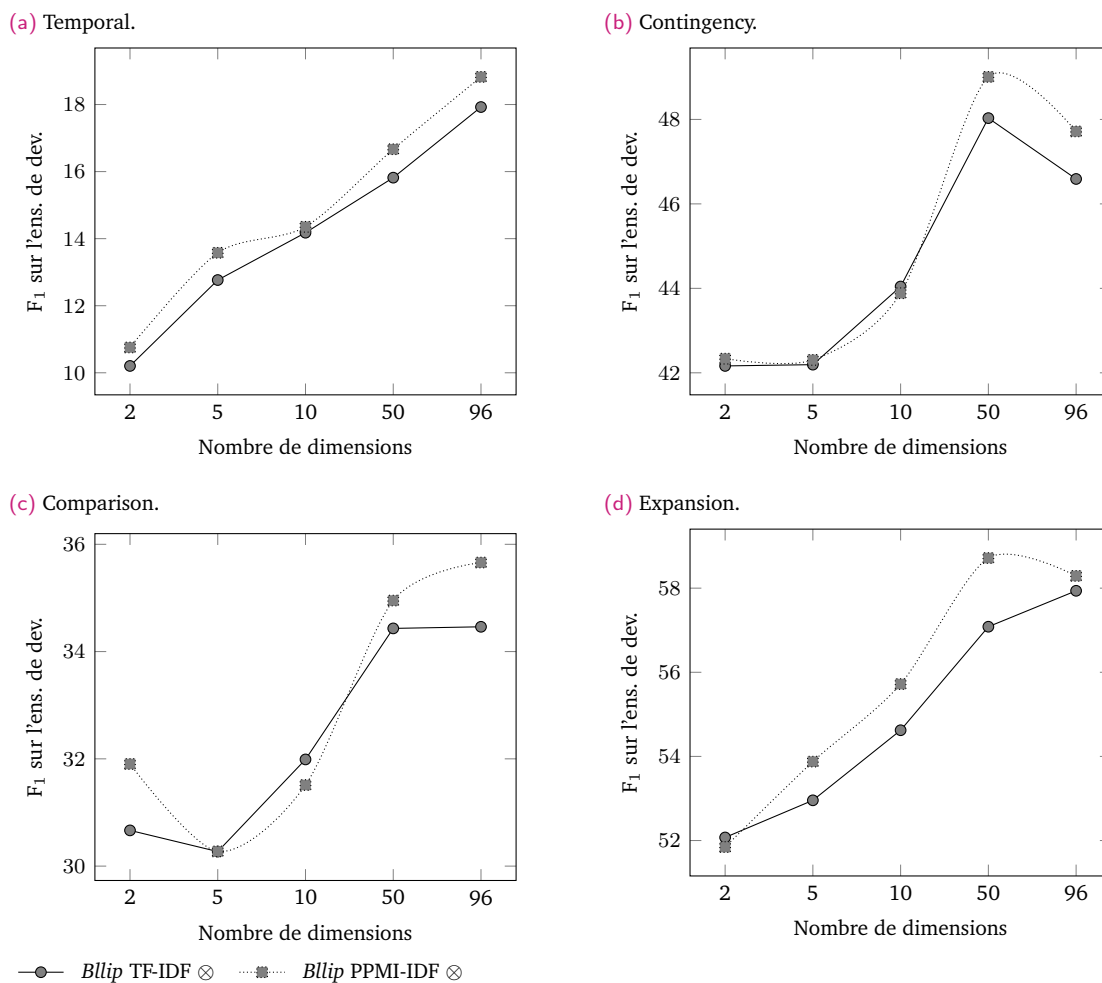 (a) Temporal.
18
16
14
12
10
F₁ sur l'ens. de dev.
2 5 10 50 96
Nombre de dimensions
(b) Contingency.
48
46
44
42
F₁ sur l'ens. de dev.
2 5 10 50 96
Nombre de dimensions
(c) Comparison.
36
34
32
30
F₁ sur l'ens. de dev.
2 5 10 50 96
Nombre de dimensions
(d) Expansion.
58
56
54
52
F₁ sur l'ens. de dev.
2 5 10 50 96
Nombre de dimensions
Bllip TF-IDF ⊗ Bllip PPMI-IDF ⊗